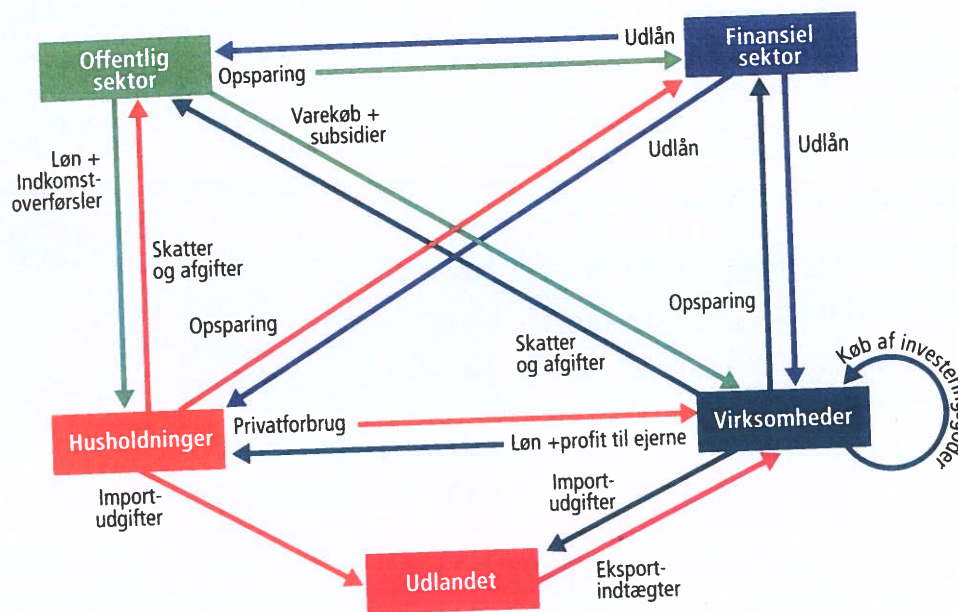 Offentlig
sektor
Udlån
Finansiel
sektor
Opsparing
Varekøb +
subsidier
Løn +
Indkomst-
overførsler
Udlån
Udlån
Skatter
og afgifter
Opsparing
Opsparing
Skatter
og afgifter
Køb af investeringsgoder
Husholdninger
Privatforbrug
Løn +profit til ejerne
Virksomheder
Import-
udgifter
Import-
udgifter
Udlandet
Eksport-
indtægter